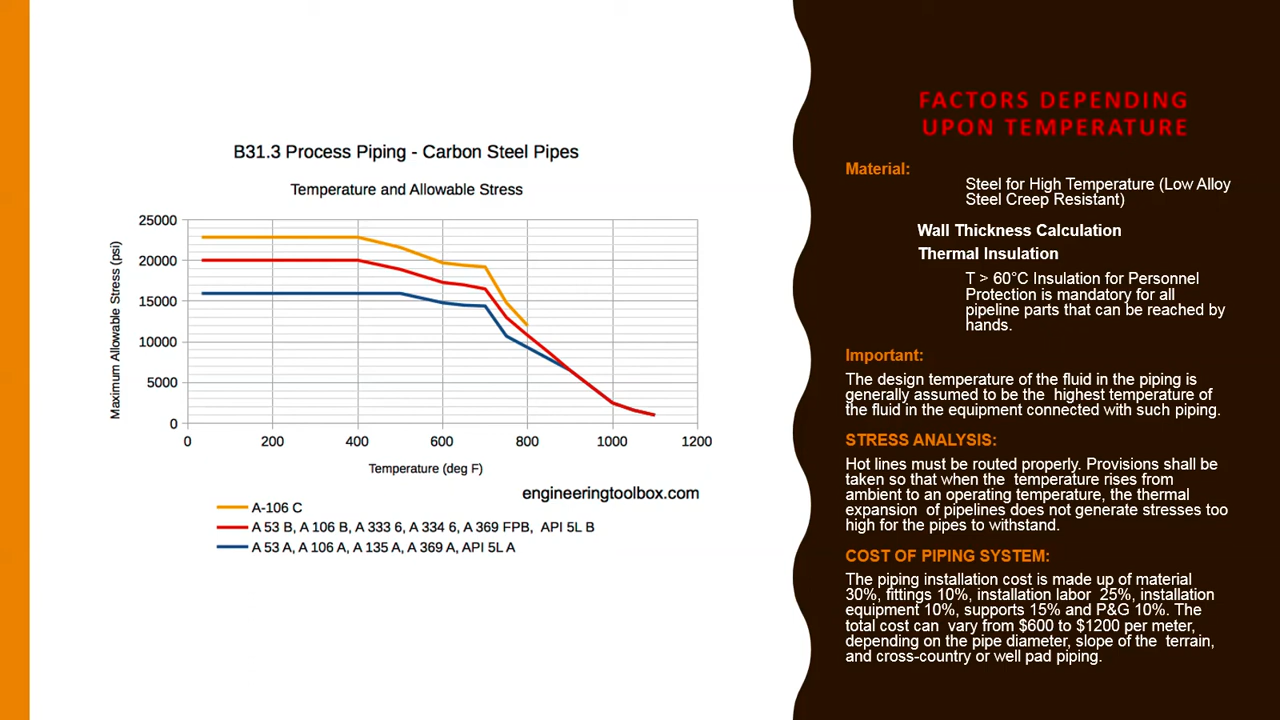 B31.3 Process Piping - Carbon Steel Pipes
Temperature and Allowable Stress
Maximum Allowable Stress (psi)
25000
20000
15000
10000
5000
0
0 200 400 600 800 1000 1200
Temperature (deg F)
engineeringtoolbox.com
A-106 C
A 53 B, A 106 B, A 333 6, A 334 6, A 369 FPB, API 5L B
A 53 A, A 106 A, A 135 A, A 369 A, API 5L A
FACTORS DEPENDING
UPON TEMPERATURE
Material:
Steel for High Temperature (Low Alloy
Steel Creep Resistant)
Wall Thickness Calculation
Thermal Insulation
T > 60°C Insulation for Personnel
Protection is mandatory for all
pipeline parts that can be reached by
hands.
Important:
The design temperature of the fluid in the piping is
generally assumed to be the highest temperature of
the fluid in the equipment connected with such piping.
STRESS ANALYSIS:
Hot lines must be routed properly. Provisions shall be
taken so that when the temperature rises from
ambient to an operating temperature, the thermal
expansion of pipelines does not generate stresses too
high for the pipes to withstand.
COST OF PIPING SYSTEM:
The piping installation cost is made up of material
30%, fittings 10%, installation labor 25%, installation
equipment 10%, supports 15% and P&G 10%. The
total cost can vary from $600 to $1200 per meter,
depending on the pipe diameter, slope of the terrain,
and cross-country or well pad piping.